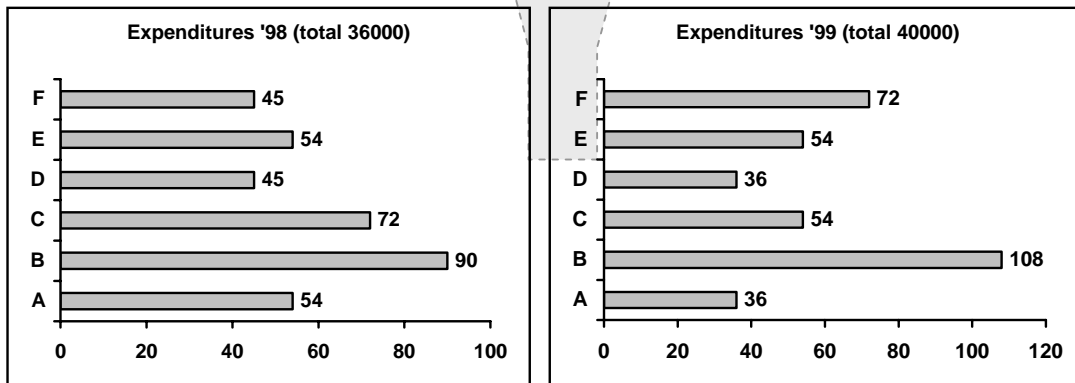 Expenditures '98 (total 36000)
F 45
E 54
D 45
C 72
B 90
A 54
0 20 40 60 80 100
Expenditures '99 (total 40000)
F 72
E 54
D 36
C 54
B 108
A 36
0 20 40 60 80 100 120